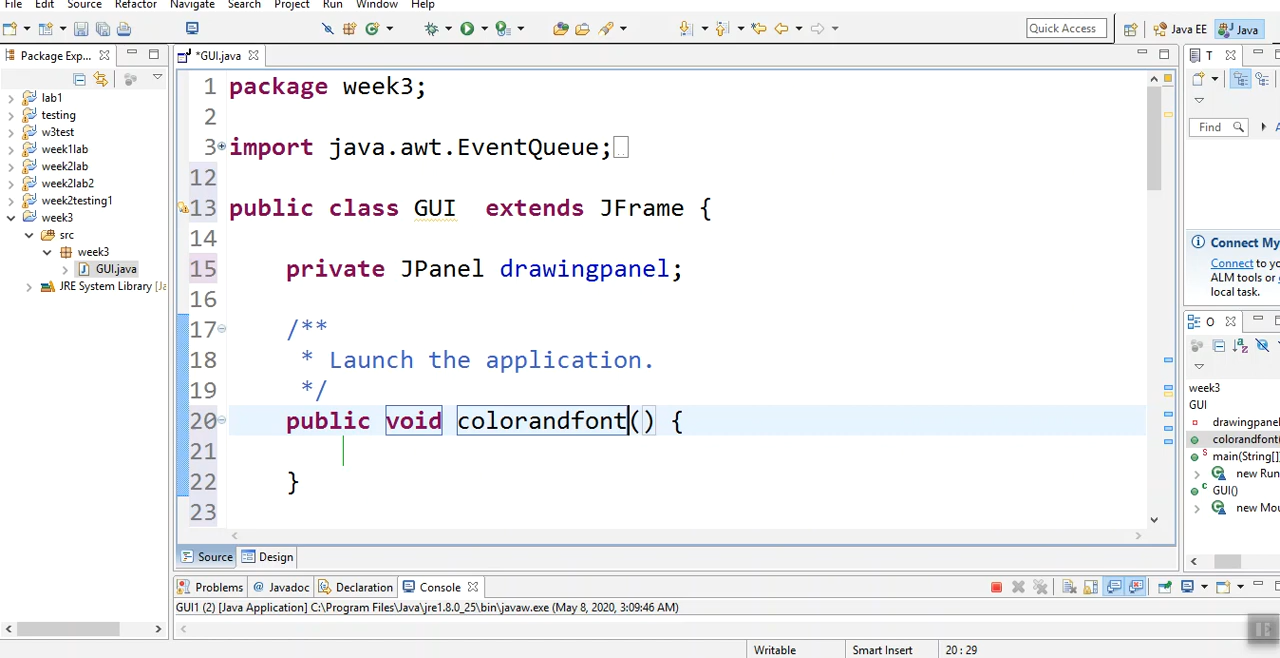 File Edit Source Refactor Navigate Search Project Run Window Help
Quick Access
Java EE
Java
Package Exp...
*GUI.java
T
lab1
testing
w3test
week1lab
week2lab
week2lab2
week2testing1
week3
src
week3
GUI.java
JRE System Library [Ja
1 package week3;
2
3 import java.awt.EventQueue;
12
13 public class GUI extends JFrame {
14
15 private JPanel drawingpanel;
16
17 /**
18 * Launch the application.
19 */
20 public void colorandfont() {
21
22 }
23
Find
A
Connect My
Connect to yo
ALM tools or
local task.
O
week3
GUI
drawingpanel
colorandfont(
main(String[]
new Run
GUI()
new Mou
Source Design
Problems @ Javadoc Declaration Console
GUI1 (2) [Java Application] C:\Program Files\Java\jre1.8.0_25\bin\javaw.exe (May 8, 2020, 3:09:46 AM)
Writable Smart Insert 20 : 29